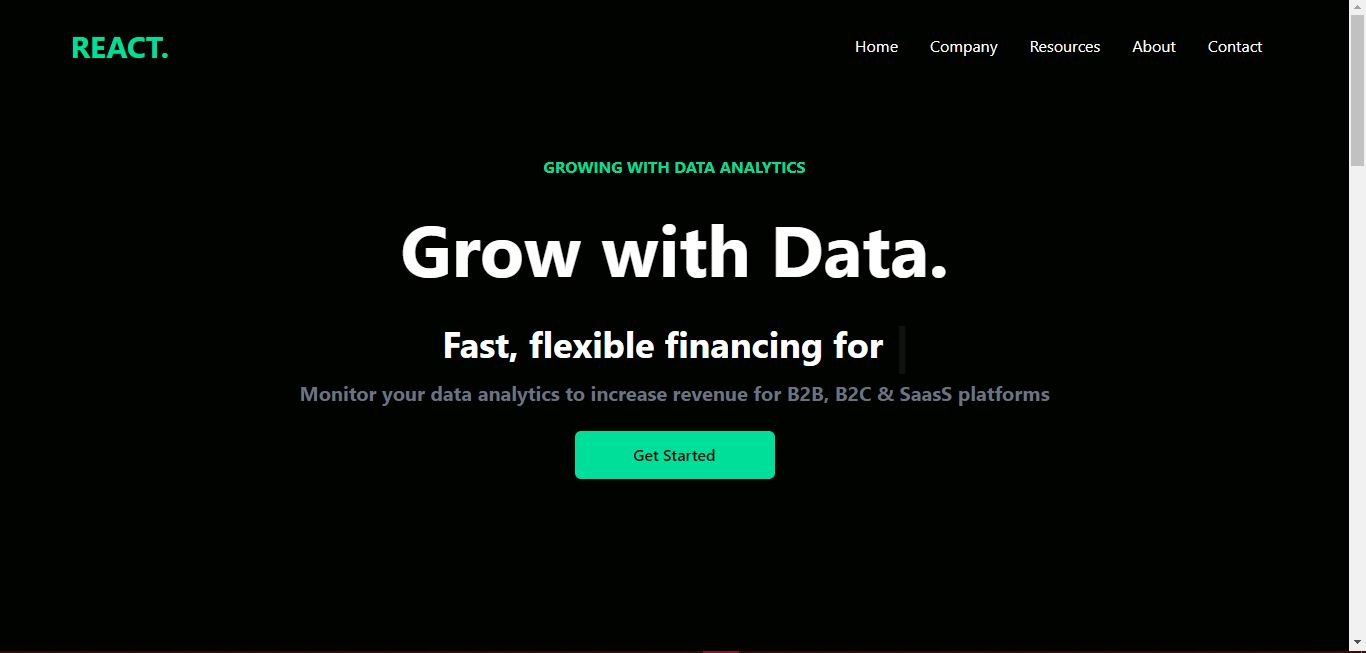 REACT.
Home Company Resources About Contact
GROWING WITH DATA ANALYTICS
Grow with Data.
Fast, flexible financing for
Monitor your data analytics to increase revenue for B2B, B2C & SaasS platforms
Get Started